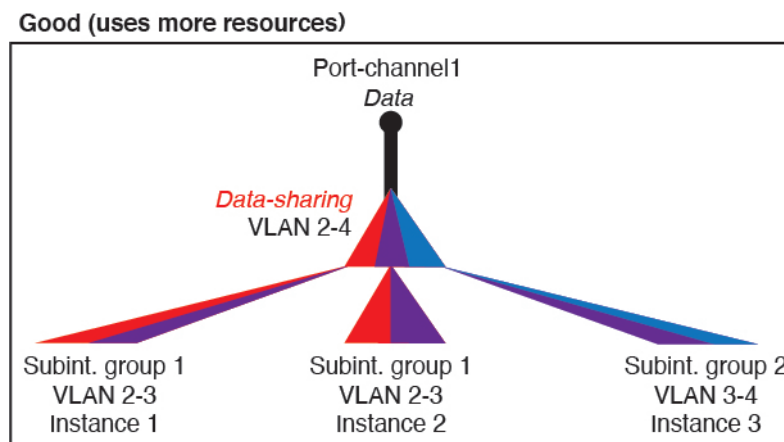 Good (uses more resources)
Port-channel1
Data
Data-sharing
VLAN 2-4
Subint. group 1
VLAN 2-3
Instance 1
Subint. group 1
VLAN 2-3
Instance 2
Subint. group 2
VLAN 3-4
Instance 3